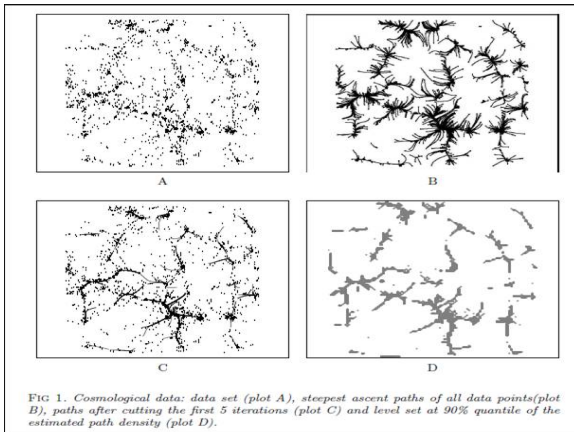 A
B
C
D
FIG 1. Cosmological data: data set (plot A), steepest ascent paths of all data points(plot
B), paths after cutting the first 5 iterations (plot C) and level set at 90% quantile of the
estimated path density (plot D).